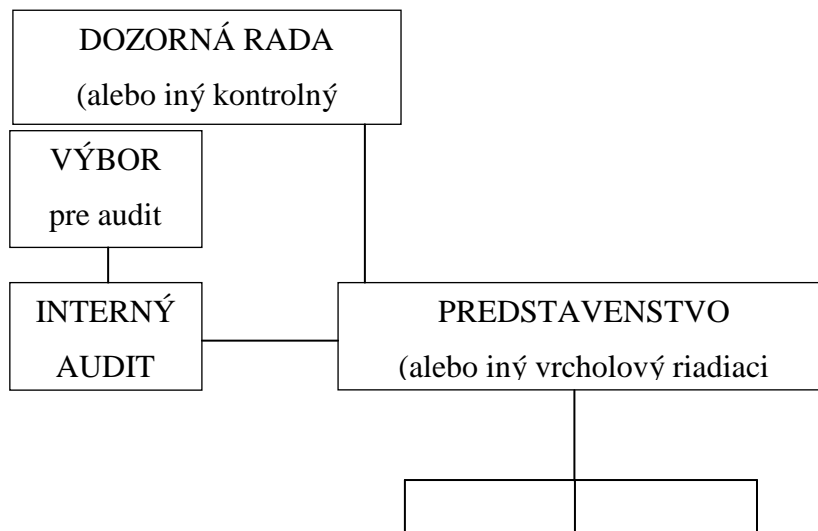 DOZORNÁ RADA
(alebo iný kontrolný
VÝBOR
pre audit
INTERNÝ
AUDIT
PREDSTAVENSTVO
(alebo iný vrcholový riadiaci